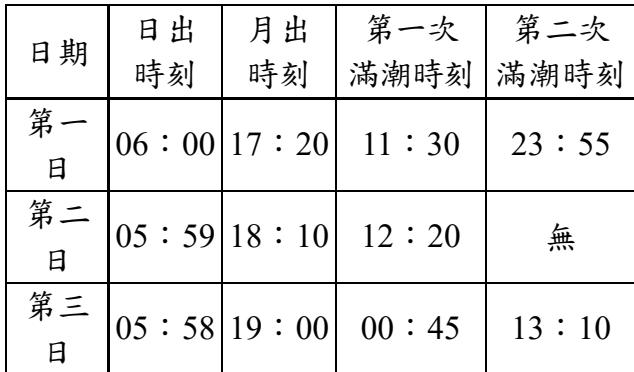 日期 日出時刻 月出時刻 第一次滿潮時刻 第二次滿潮時刻
第一日 06：00 17：20 11：30 23：55
第二日 05：59 18：10 12：20 無
第三日 05：58 19：00 00：45 13：10